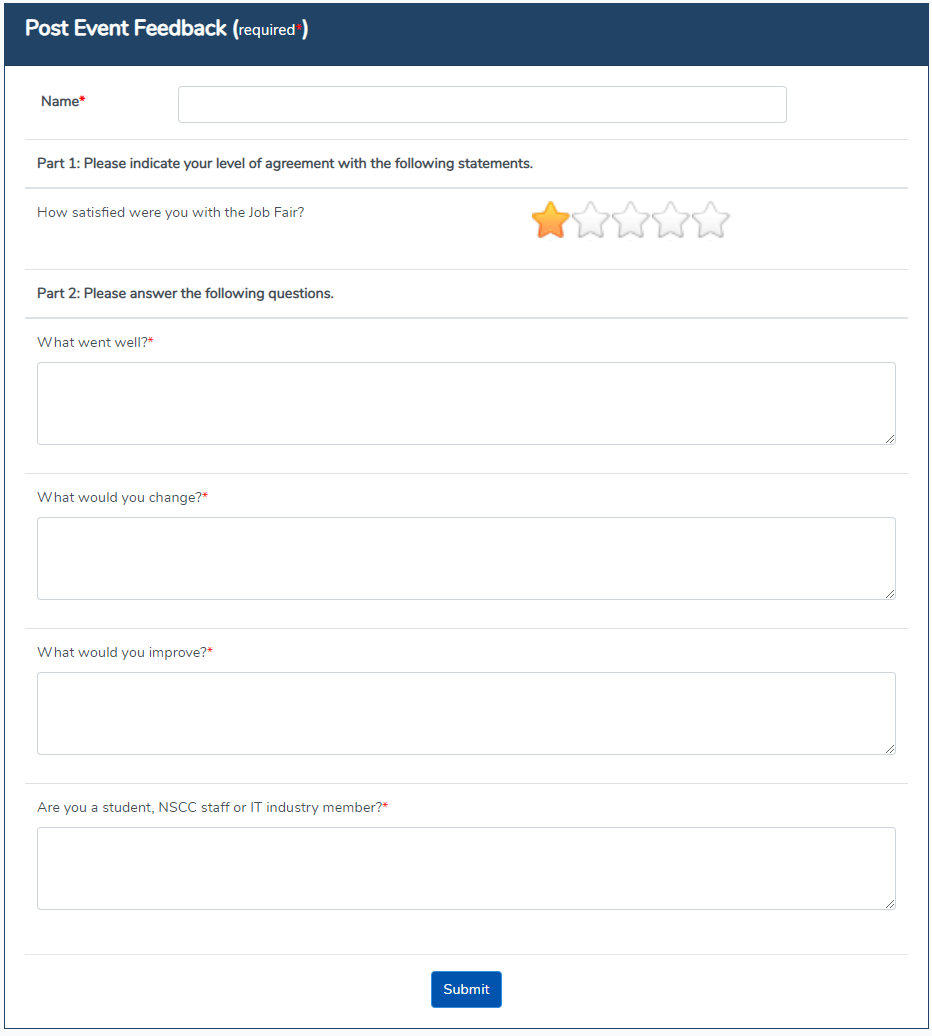 Post Event Feedback (required*)
Name*
Part 1: Please indicate your level of agreement with the following statements.
How satisfied were you with the Job Fair?
Part 2: Please answer the following questions.
What went well?*
What would you change?*
What would you improve?*
Are you a student, NSCC staff or IT industry member?*
Submit